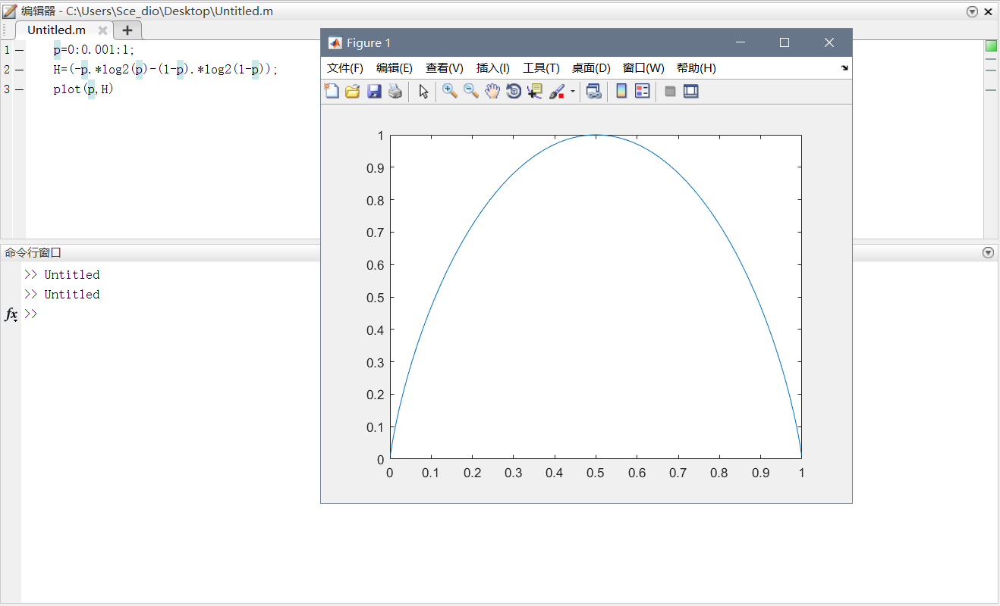 编辑器 - C:\Users\Sce_dio\Desktop\Untitled.m
Untitled.m
1 p=0:0.001:1;
2 H=(-p.*log2(p)-(1-p).*log2(1-p));
3 plot(p,H)
Figure 1
文件(F) 编辑(E) 查看(V) 插入(I) 工具(T) 桌面(D) 窗口(W) 帮助(H)
1
0.9
0.8
0.7
0.6
0.5
0.4
0.3
0.2
0.1
0
0 0.1 0.2 0.3 0.4 0.5 0.6 0.7 0.8 0.9 1
命令行窗口
>> Untitled
>> Untitled
fx >>